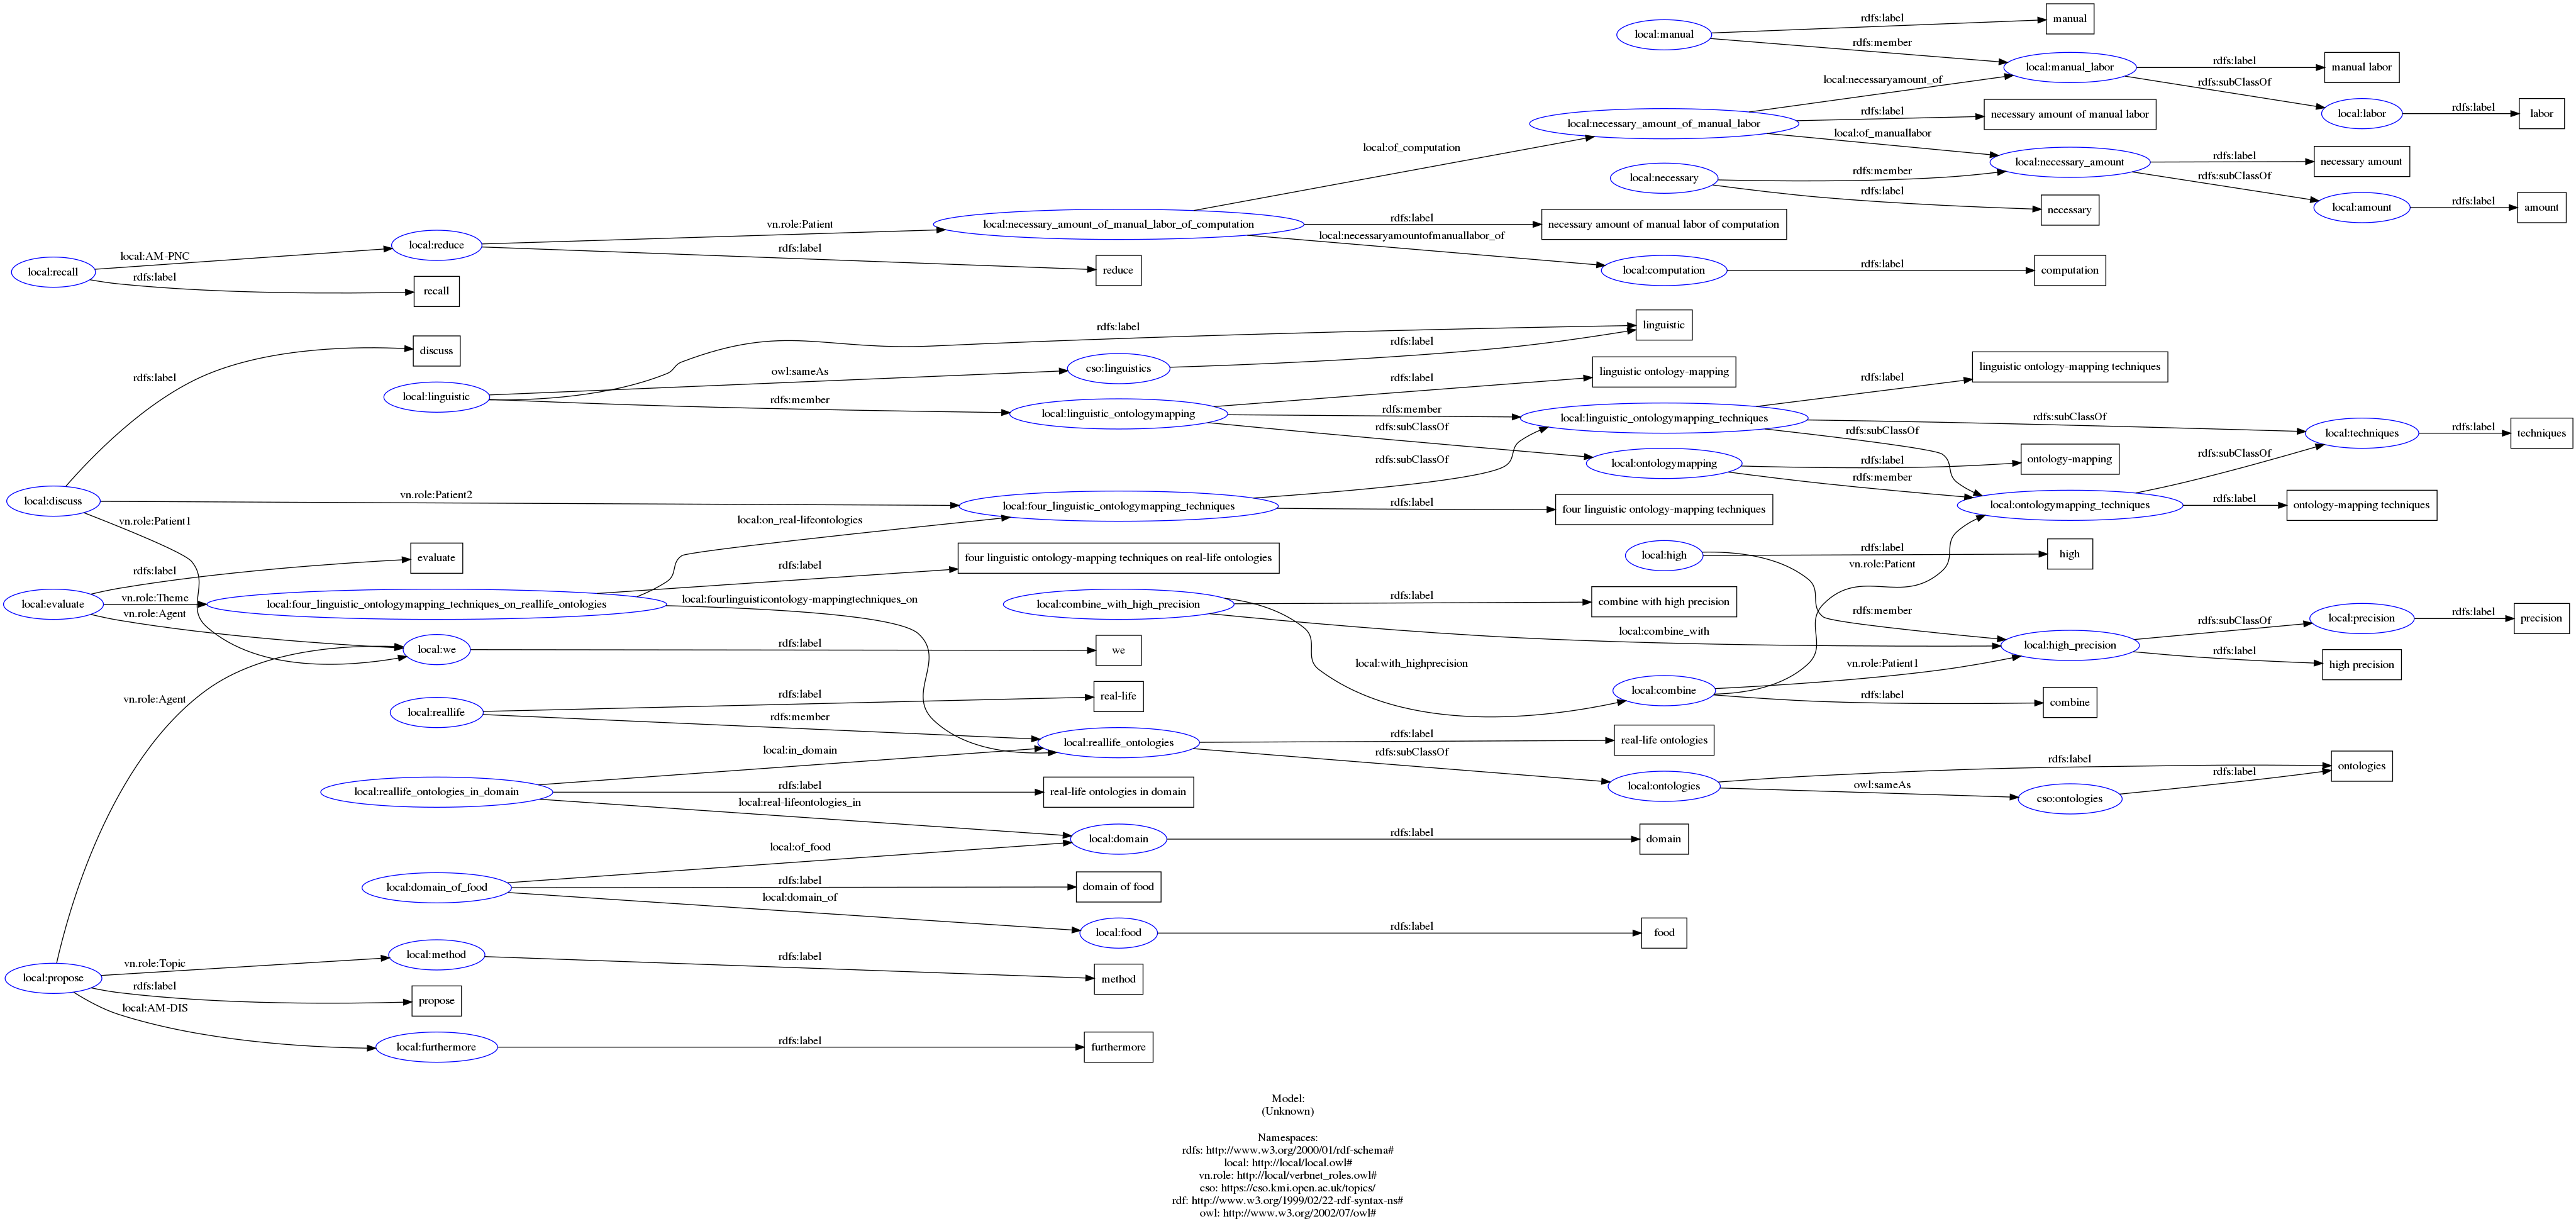 rdfs:label
manual
local:manual
rdfs:member
local:manual_labor
rdfs:label
manual labor
rdfs:subClassOf
local:labor
rdfs:label
labor
local:necessaryamount_of
local:necessary_amount_of_manual_labor
rdfs:label
necessary amount of manual labor
local:of_manuallabor
local:necessary_amount
rdfs:label
necessary amount
rdfs:subClassOf
local:amount
rdfs:label
amount
local:of_computation
local:necessary
rdfs:member
rdfs:label
necessary
local:recall
local:AM-PNC
rdfs:label
recall
local:reduce
vn.role:Patient
rdfs:label
reduce
local:necessary_amount_of_manual_labor_of_computation
rdfs:label
necessary amount of manual labor of computation
local:necessaryamountofmanuallabor_of
local:computation
rdfs:label
computation
rdfs:label
linguistic
rdfs:label
discuss
rdfs:label
local:linguistic
owl:sameAs
cso:linguistics
rdfs:label
rdfs:member
local:linguistic_ontologymapping
rdfs:label
linguistic ontology-mapping
rdfs:member
rdfs:subClassOf
local:linguistic_ontologymapping_techniques
rdfs:label
linguistic ontology-mapping techniques
rdfs:subClassOf
rdfs:subClassOf
local:techniques
rdfs:label
techniques
local:ontologymapping
rdfs:label
ontology-mapping
rdfs:member
rdfs:subClassOf
rdfs:subClassOf
local:ontologymapping_techniques
rdfs:label
ontology-mapping techniques
local:discuss
vn.role:Patient2
vn.role:Patient1
local:four_linguistic_ontologymapping_techniques
rdfs:label
four linguistic ontology-mapping techniques
local:on_real-lifeontologies
rdfs:label
evaluate
local:evaluate
vn.role:Theme
vn.role:Agent
local:four_linguistic_ontologymapping_techniques_on_reallife_ontologies
rdfs:label
four linguistic ontology-mapping techniques on real-life ontologies
local:fourlinguisticontology-mappingtechniques_on
local:high
rdfs:label
high
vn.role:Patient
rdfs:member
local:combine_with_high_precision
rdfs:label
combine with high precision
local:combine_with
local:with_highprecision
local:high_precision
rdfs:subClassOf
local:precision
rdfs:label
precision
rdfs:label
high precision
local:we
rdfs:label
we
local:combine
vn.role:Patient1
rdfs:label
combine
vn.role:Agent
local:reallife
rdfs:label
real-life
rdfs:member
local:reallife_ontologies
rdfs:label
real-life ontologies
rdfs:subClassOf
local:in_domain
local:reallife_ontologies_in_domain
rdfs:label
real-life ontologies in domain
local:real-lifeontologies_in
local:ontologies
rdfs:label
ontologies
owl:sameAs
cso:ontologies
rdfs:label
local:domain
rdfs:label
domain
local:of_food
local:domain_of_food
rdfs:label
domain of food
local:domain_of
local:food
rdfs:label
food
local:propose
vn.role:Topic
local:method
rdfs:label
method
rdfs:label
propose
local:AM-DIS
local:furthermore
rdfs:label
furthermore
Model:
(Unknown)
Namespaces:
rdfs: http://www.w3.org/2000/01/rdf-schema#
local: http://local/local.owl#
vn.role: http://local/verbnet_roles.owl#
cso: https://cso.kmi.open.ac.uk/topics/
rdf: http://www.w3.org/1999/02/22-rdf-syntax-ns#
owl: http://www.w3.org/2002/07/owl#